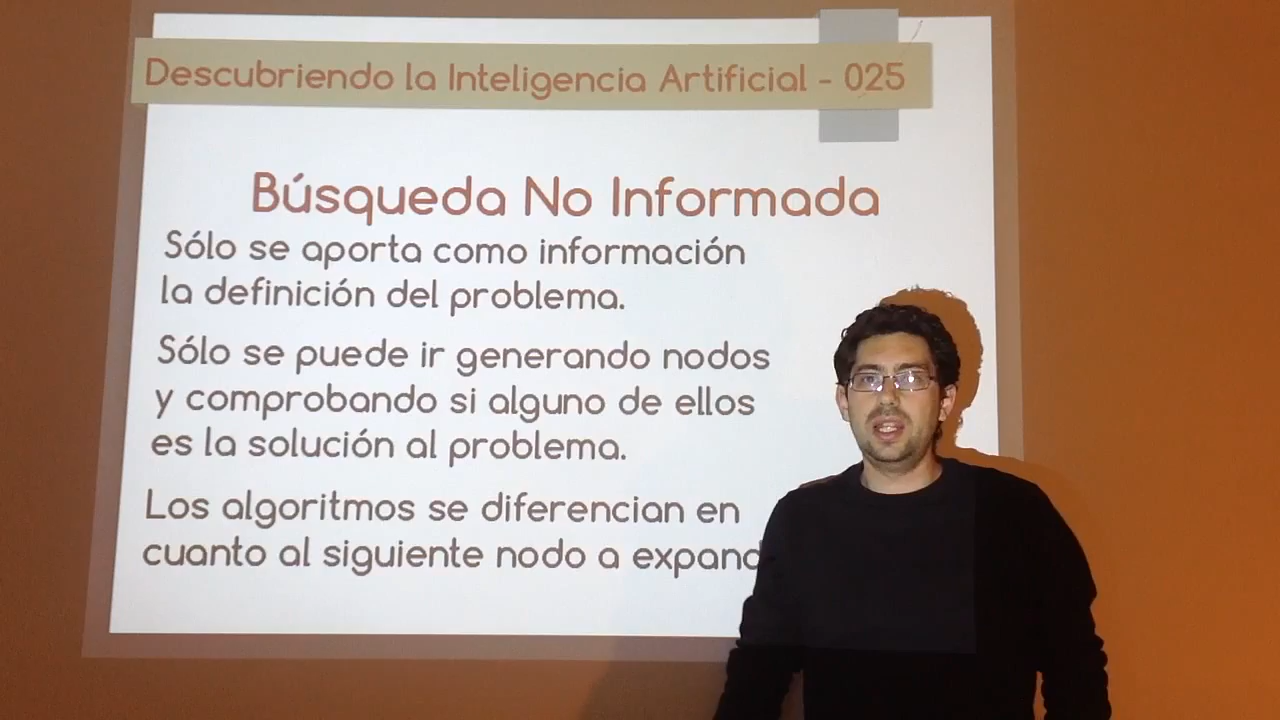 Descubriendo la Inteligencia Artificial - 025
Búsqueda No Informada
Sólo se aporta como información
la definición del problema.
Sólo se puede ir generando nodos
y comprobando si alguno de ellos
es la solución al problema.
Los algoritmos se diferencian en
cuanto al siguiente nodo a expand